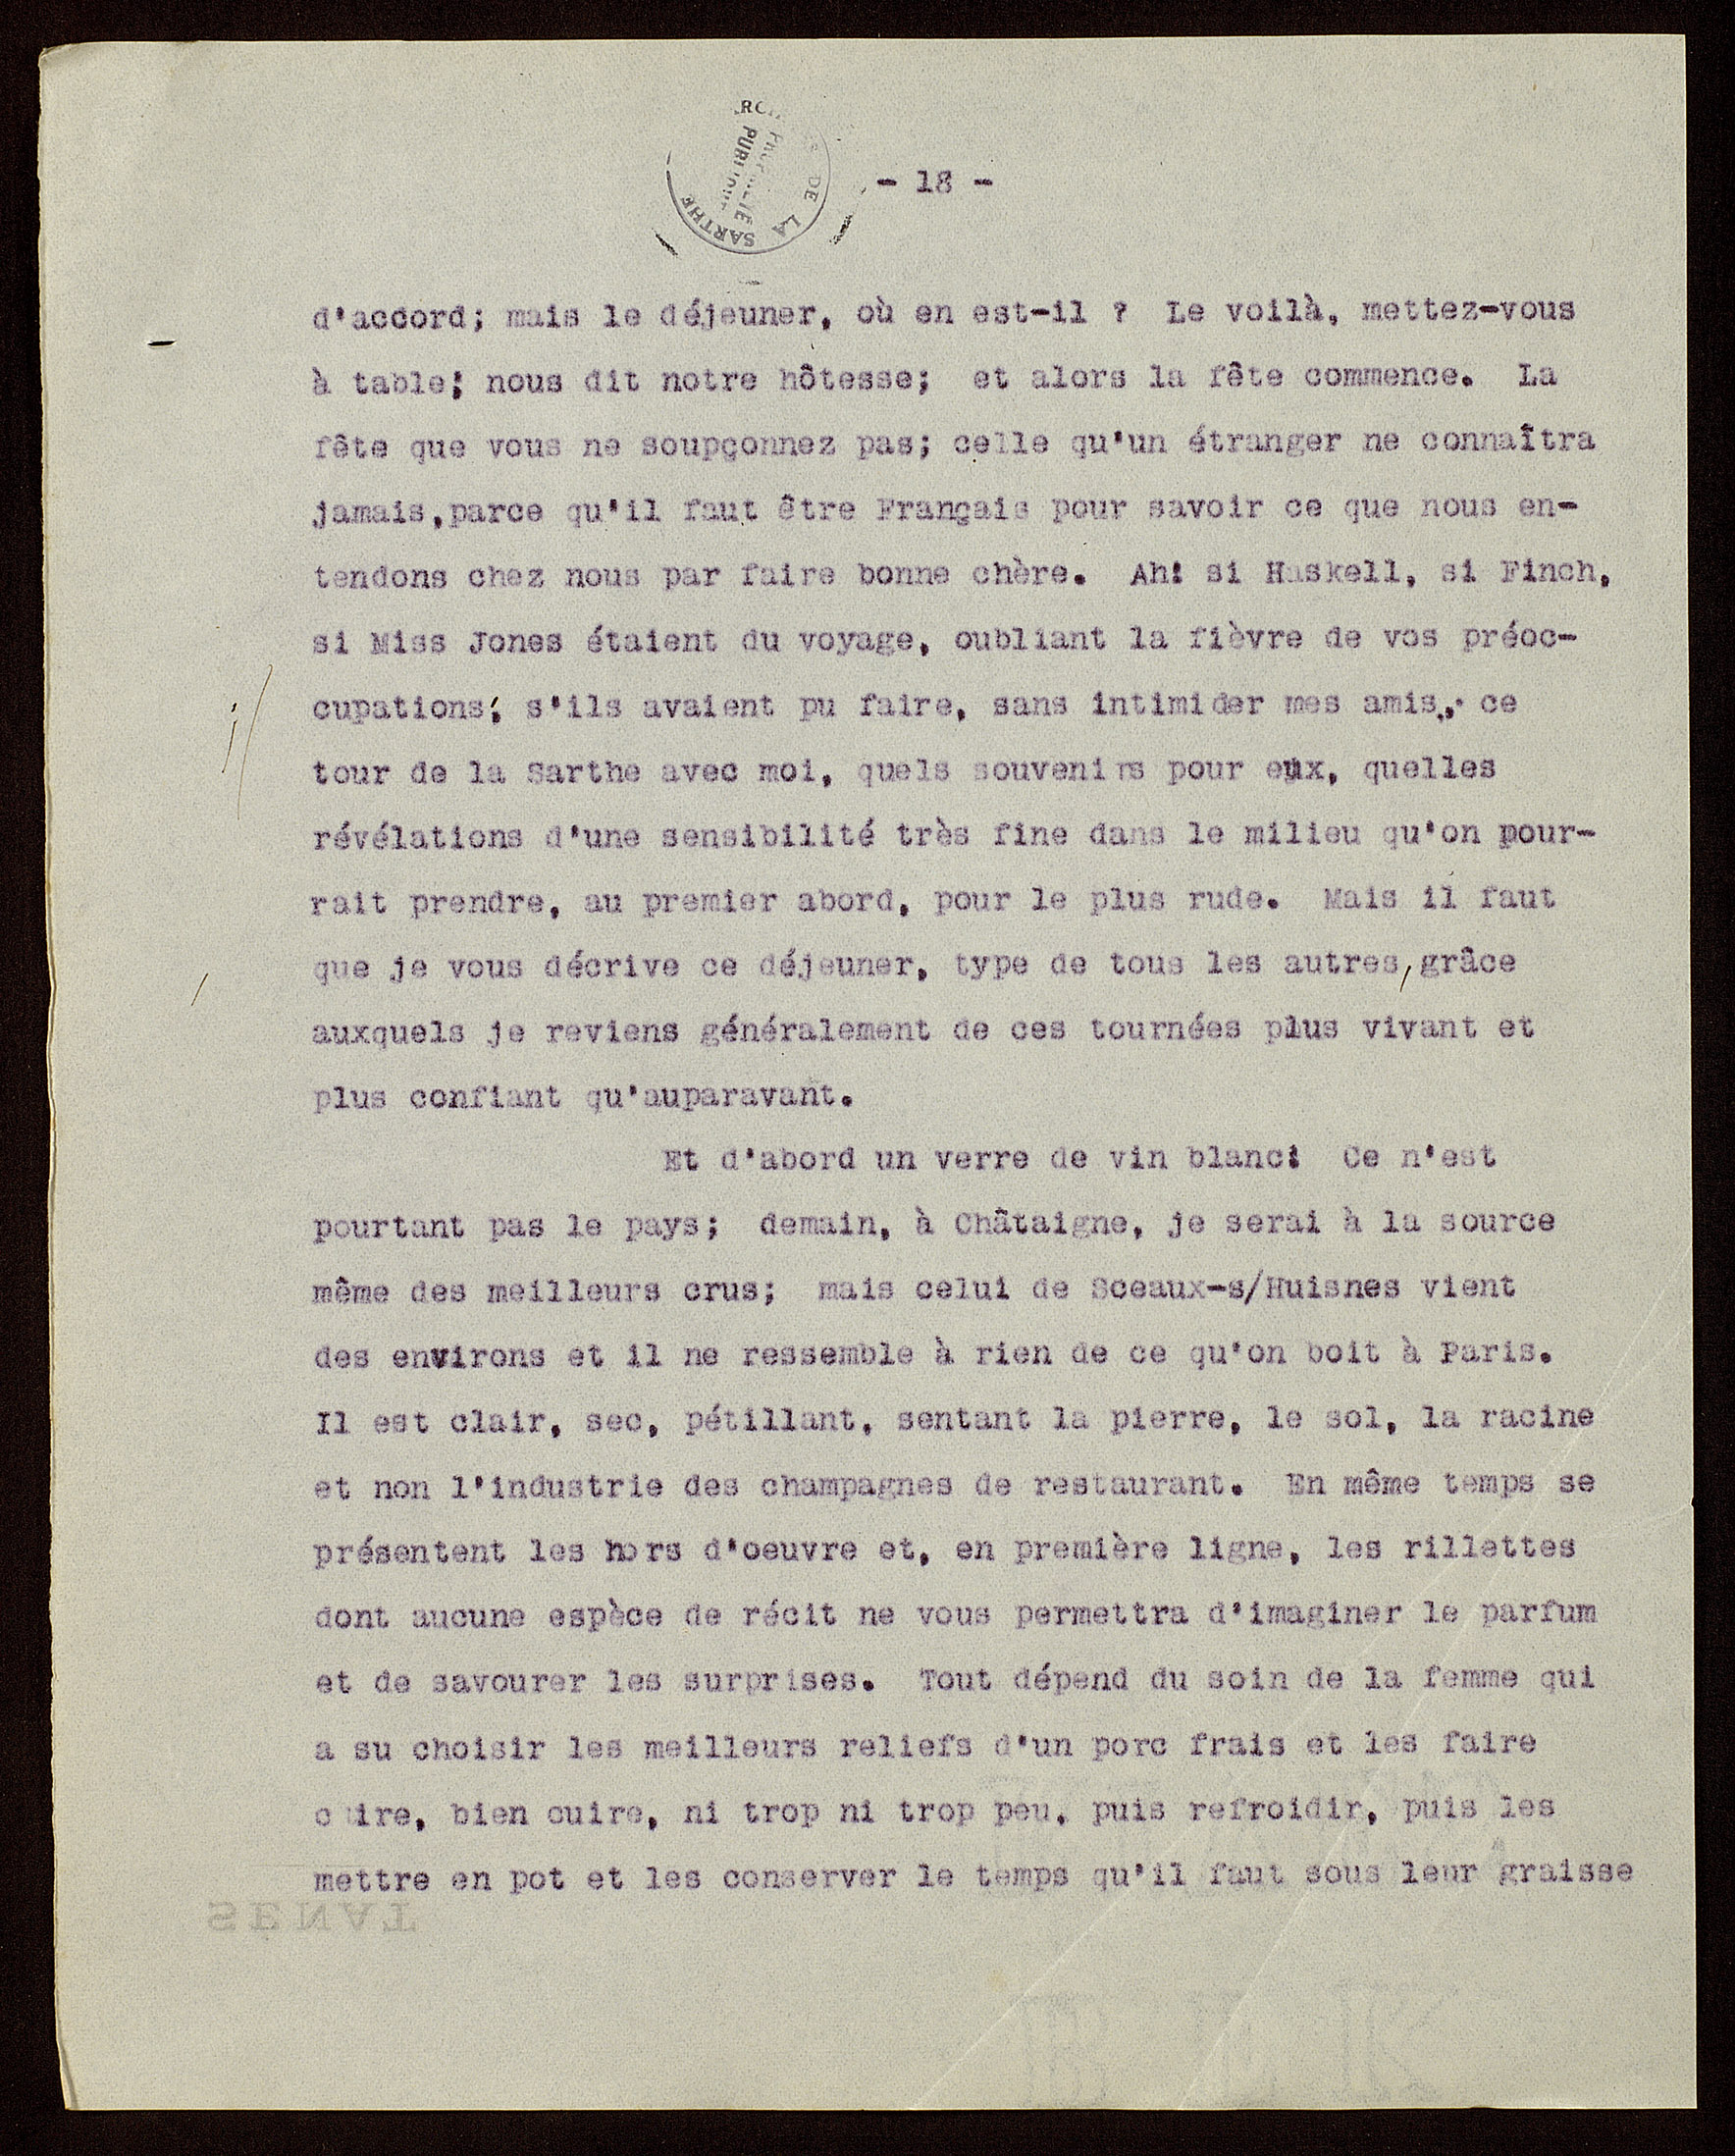 ARCHIVES DE LA SARTHE
PROPRIÉTÉ PUBLIQUE
- 18 -
d'accord; mais le déjeuner, où en est-il ? Le voilà, mettez-vous
à table! nous dit notre hôtesse; et alors la fête commence. La
fête que vous ne soupçonnez pas; celle qu'un étranger ne connaîtra
jamais, parce qu'il faut être Français pour savoir ce que nous en-
tendons chez nous par faire bonne chère. Ah! si Haskell, si Finch,
si Miss Jones étaient du voyage, oubliant la fièvre de vos préoc-
cupations; s'ils avaient pu faire, sans intimider mes amis, ce
tour de la Sarthe avec moi, quels souvenirs pour eux, quelles
révélations d'une sensibilité très fine dans le milieu qu'on pour-
rait prendre, au premier abord, pour le plus rude. Mais il faut
que je vous décrive ce déjeuner, type de tous les autres, grâce
auxquels je reviens généralement de ces tournées plus vivant et
plus confiant qu'auparavant.
Et d'abord un verre de vin blanc! Ce n'est
pourtant pas le pays; demain, à Châtaigne, je serai à la source
même des meilleurs crus; mais celui de Sceaux-s/Huisnes vient
des environs et il ne ressemble à rien de ce qu'on boit à Paris.
Il est clair, sec, pétillant, sentant la pierre, le sol, la racine
et non l'industrie des champagnes de restaurant. En même temps se
présentent les hors d'oeuvre et, en première ligne, les rillettes
dont aucune espèce de récit ne vous permettra d'imaginer le parfum
et de savourer les surprises. Tout dépend du soin de la femme qui
a su choisir les meilleurs reliefs d'un porc frais et les faire
cuire, bien cuire, ni trop ni trop peu, puis refroidir, puis les
mettre en pot et les conserver le temps qu'il faut sous leur graisse
SENAT